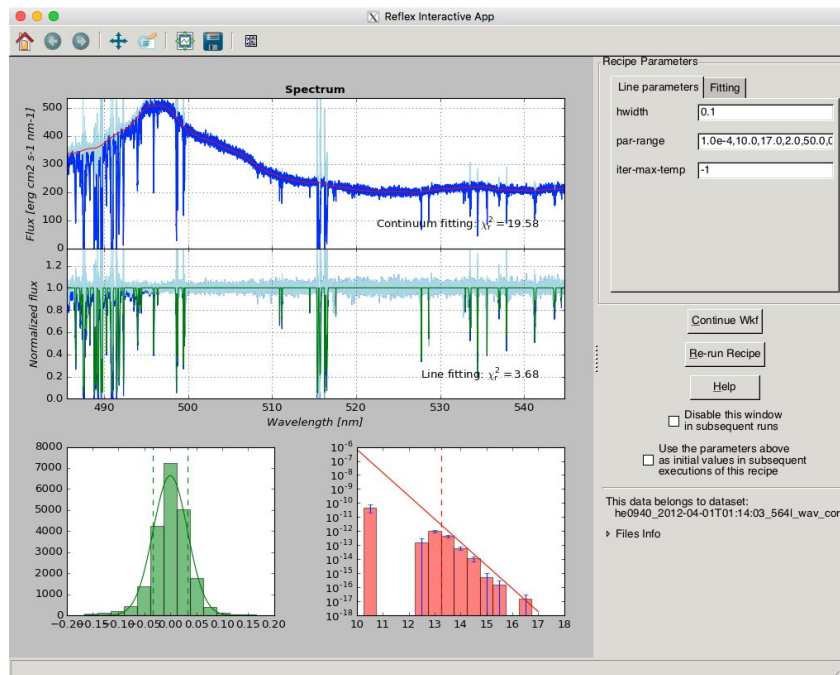 Reflex Interactive App
Recipe Parameters
Line parameters Fitting
hwidth 0.1
par-range 1.0e-4,10.0,17.0,2.0,50.0,0
iter-max-temp -1
Continue Wkf
Re-run Recipe
Help
Disable this window
in subsequent runs
Use the parameters above
as initial values in subsequent
executions of this recipe
This data belongs to dataset:
he0940_2012-04-01T01:14:03_564l_wav_cor
Files Info
Spectrum
Flux [erg cm2 s-1 nm-1]
500
400
300
200
100
0
Continuum fitting: χ²ᵣ = 19.58
Normalized flux
1.2
1.0
0.8
0.6
0.4
0.2
0.0
Line fitting: χ²ᵣ = 3.68
490 500 510 520 530 540
Wavelength [nm]
8000
7000
6000
5000
4000
3000
2000
1000
0
−0.20 −0.15 −0.10 −0.05 0.00 0.05 0.10 0.15 0.20
10⁻⁶
10⁻⁷
10⁻⁸
10⁻⁹
10⁻¹⁰
10⁻¹¹
10⁻¹²
10⁻¹³
10⁻¹⁴
10⁻¹⁵
10⁻¹⁶
10⁻¹⁷
10⁻¹⁸
10 11 12 13 14 15 16 17 18